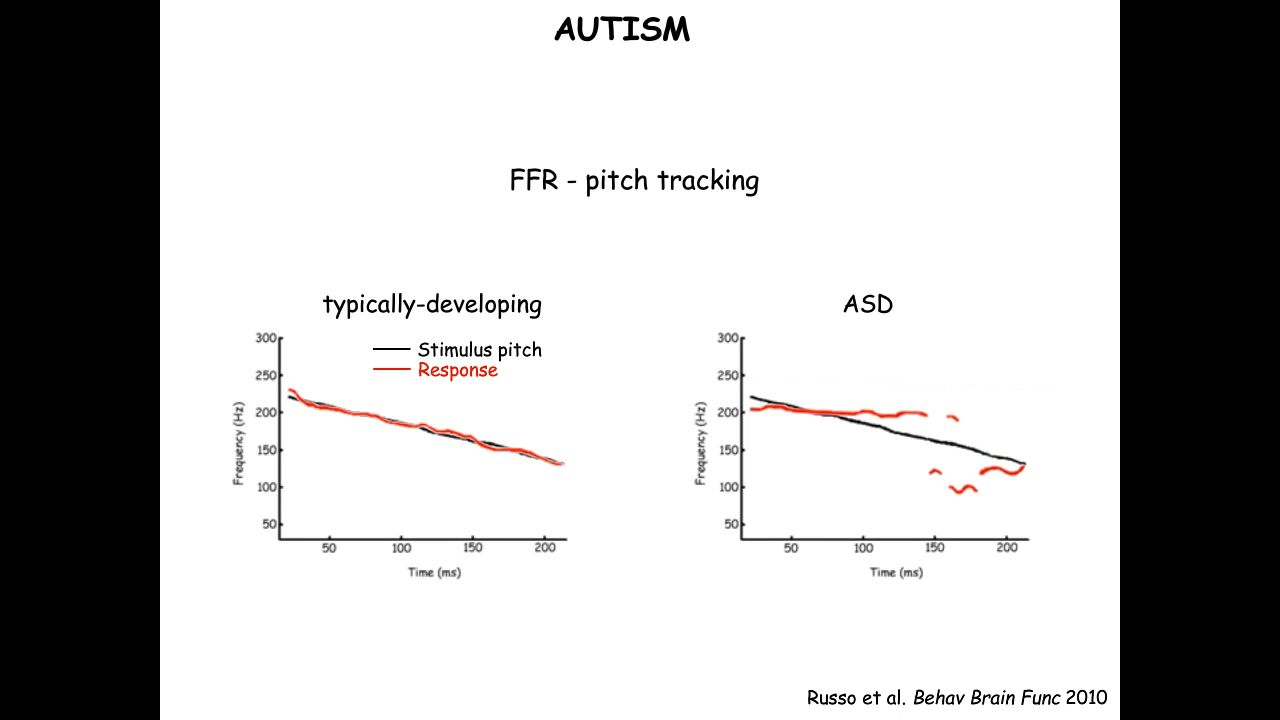 AUTISM
FFR - pitch tracking
typically-developing
300
250
200
150
100
50
Frequency (Hz)
Stimulus pitch
Response
50 100 150 200
Time (ms)
ASD
300
250
200
150
100
50
Frequency (Hz)
50 100 150 200
Time (ms)
Russo et al. Behav Brain Func 2010